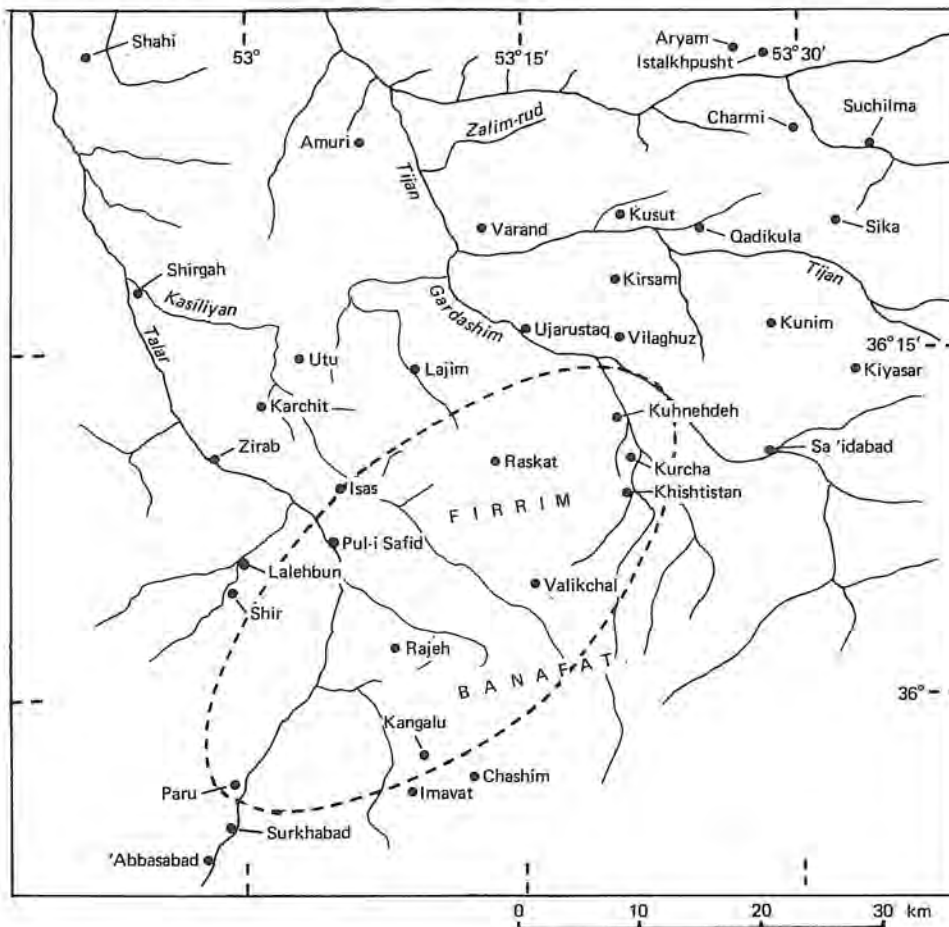 Shahi
53°
53°15′
Aryam
Istalkhpusht
53°30′
Suchilma
Charmi
Zalim-rud
Amuri
Tijan
Kusut
Varand
Qadikula
Sika
Shirgah
Kasiliyan
Gardashim
Kirsam
Tijan
Talar
Ujarustaq
Vilaghuz
Kunim
36°15′
Utu
Lajim
Kiyasar
Karchit
Kuhnehdeh
Zirab
Raskat
Kurcha
Sa 'idabad
Isas
FIRRIM
Khishtistan
Pul-i Safid
Lalehbun
Valikchal
Shir
Rajeh
BANAFAT
36°
Kangalu
Chashim
Paru
Imavat
Surkhabad
'Abbasabad
0 10 20 30 km